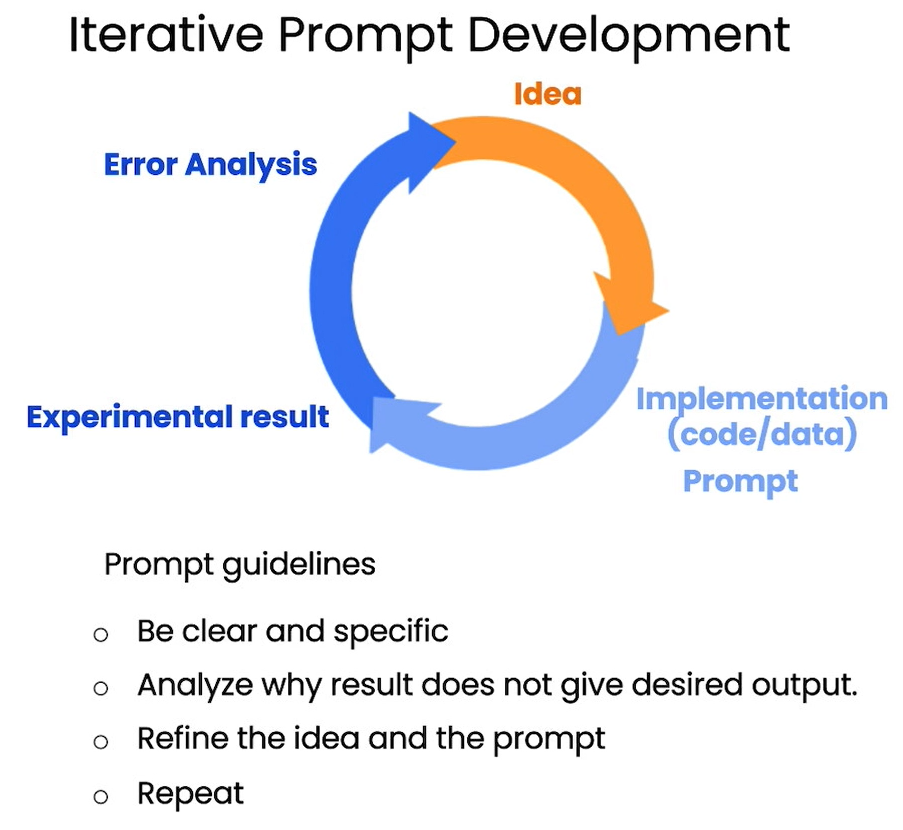 Iterative Prompt Development
Idea
Error Analysis
Experimental result
Implementation
(code/data)
Prompt
Prompt guidelines
Be clear and specific
Analyze why result does not give desired output.
Refine the idea and the prompt
Repeat